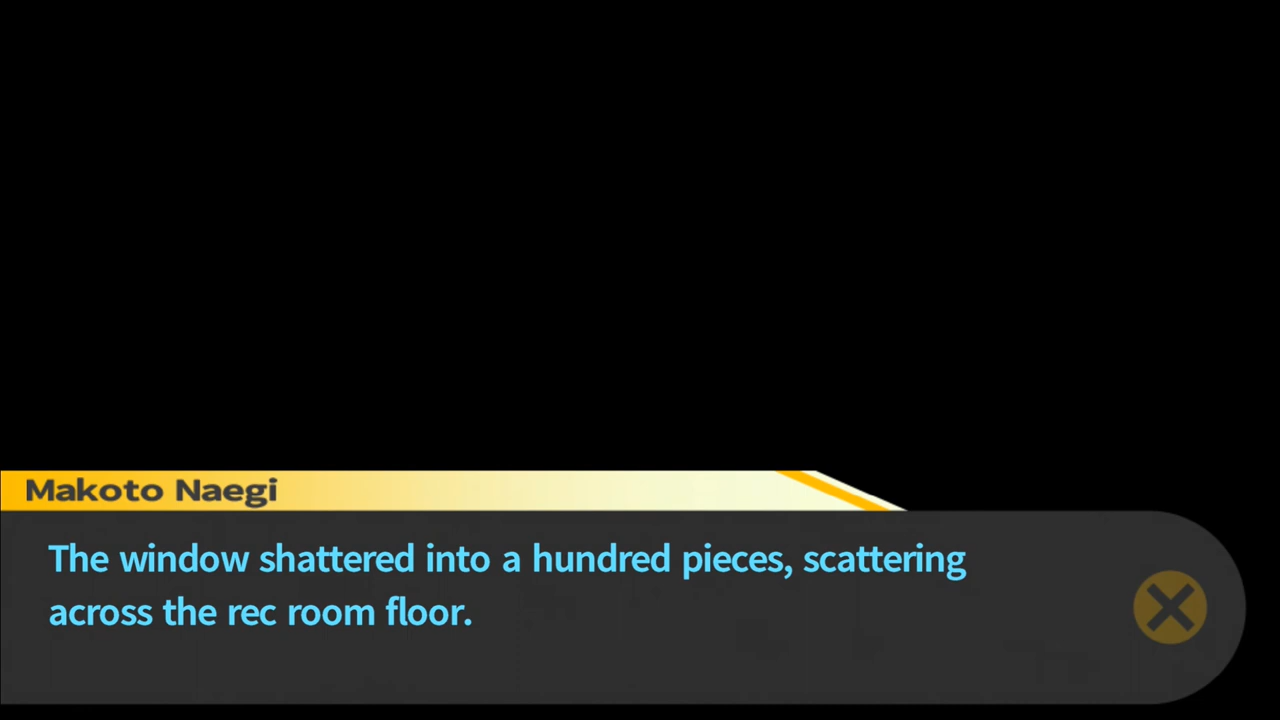 Makoto Naegi
The window shattered into a hundred pieces, scattering
across the rec room floor.